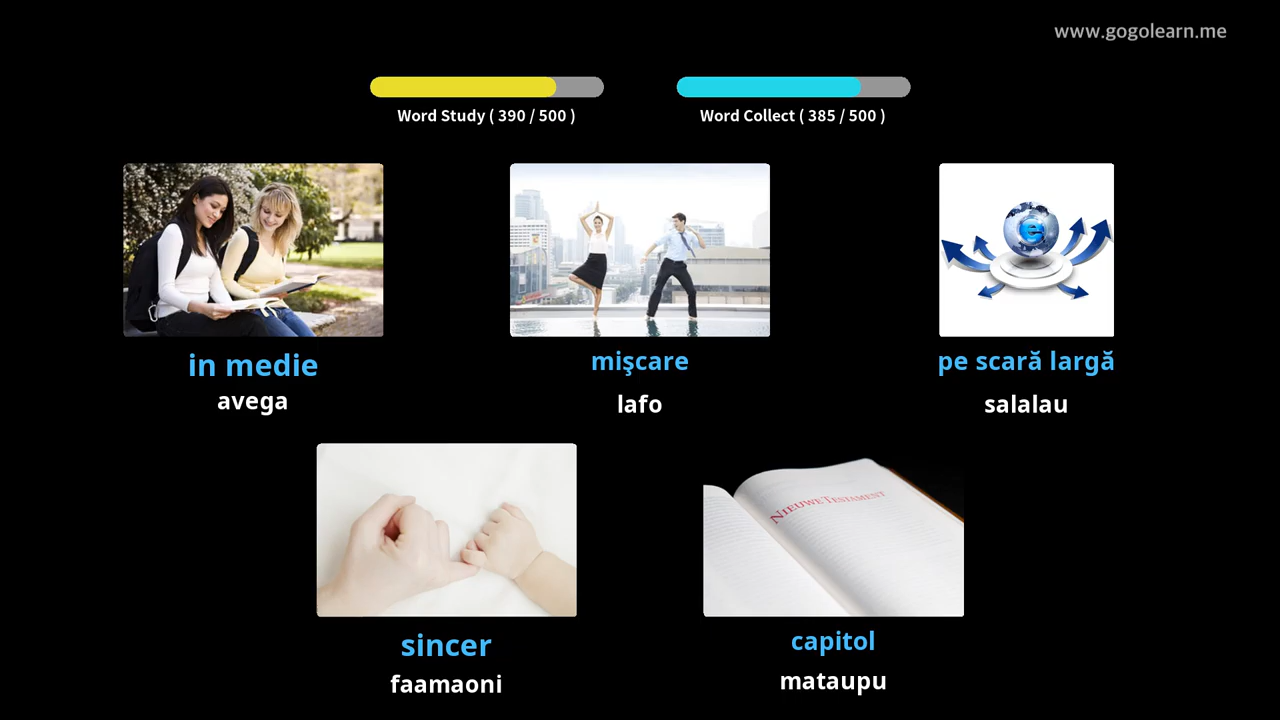 www.gogolearn.me
Word Study ( 390 / 500 )
Word Collect ( 385 / 500 )
in medie
avega
mişcare
lafo
pe scară largă
salalau
NIEUWE TESTAMENT
sincer
faamaoni
capitol
mataupu